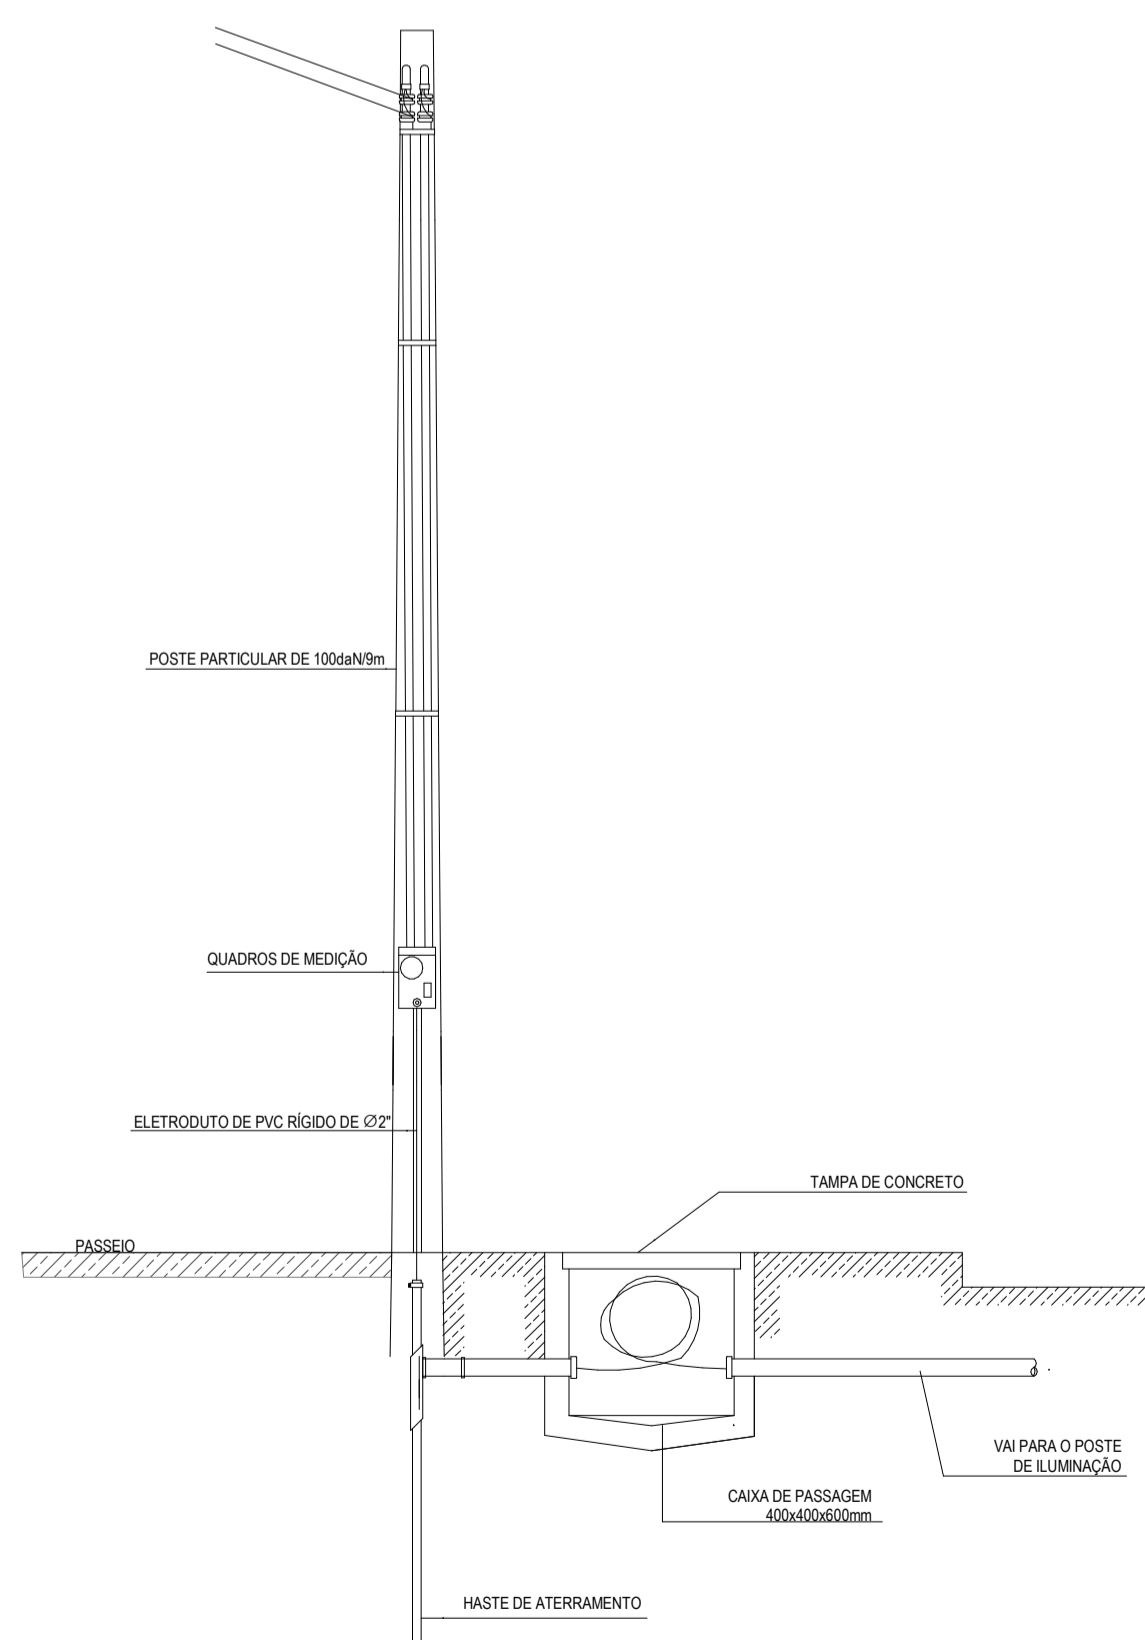 POSTE PARTICULAR DE 100daN/9m
QUADROS DE MEDIÇÃO
ELETRODUTO DE PVC RÍGIDO DE Ø2"
TAMPA DE CONCRETO
PASSEIO
VAI PARA O POSTE
DE ILUMINAÇÃO
CAIXA DE PASSAGEM
400x400x600mm
HASTE DE ATERRAMENTO